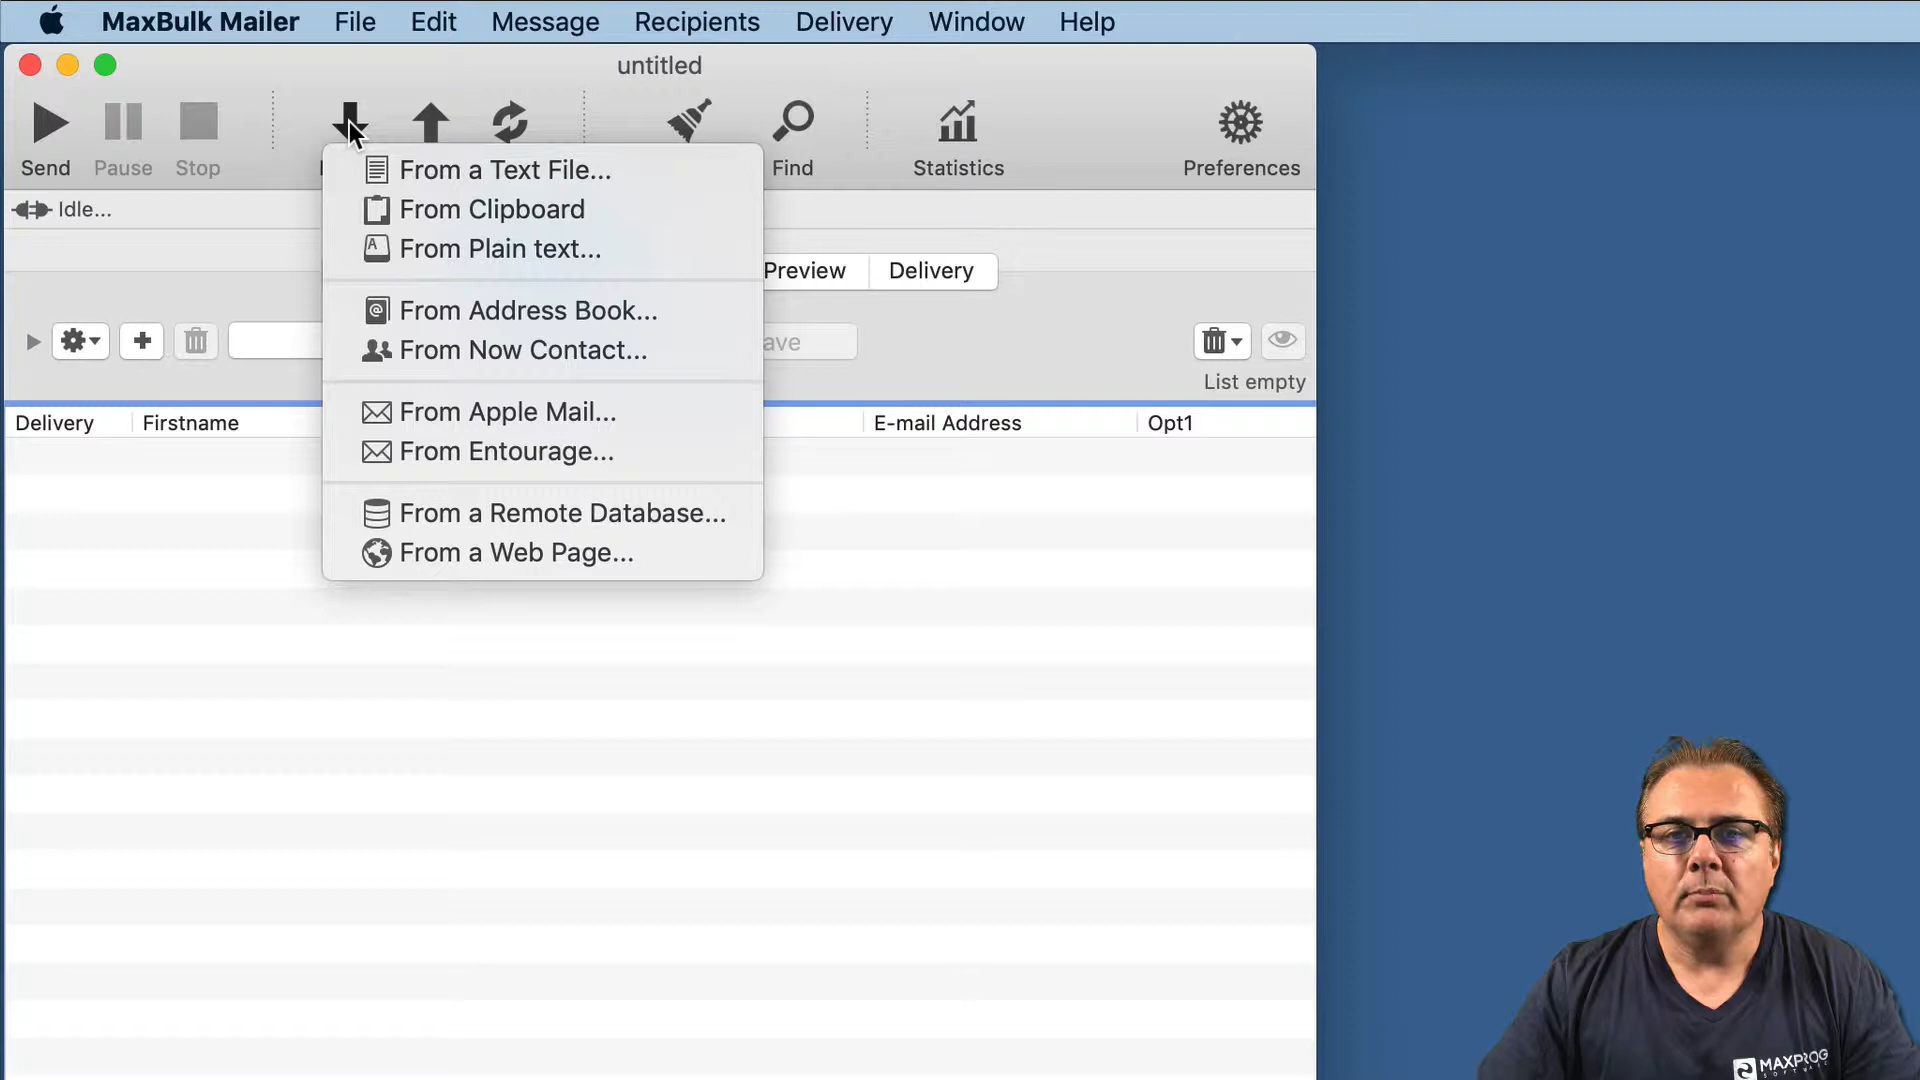 MaxBulk Mailer File Edit Message Recipients Delivery Window Help
untitled
Send Pause Stop Find Statistics Preferences
Idle...
From a Text File...
From Clipboard
From Plain text...
From Address Book...
From Now Contact...
From Apple Mail...
From Entourage...
From a Remote Database...
From a Web Page...
Preview Delivery
List empty
Delivery Firstname E-mail Address Opt1
MAXPROG
SOFTWARE